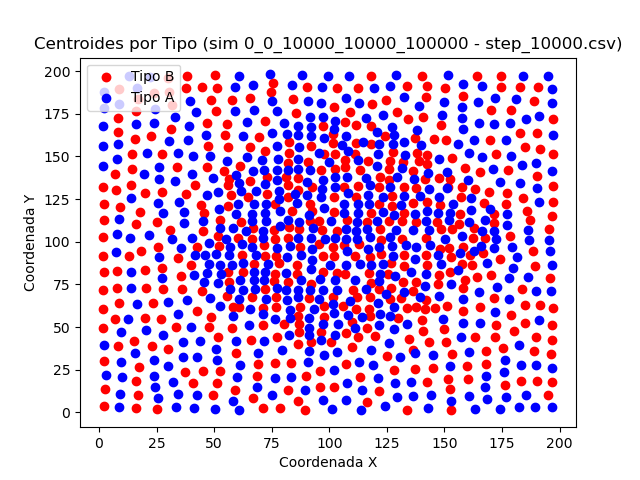 Centroides por Tipo (sim 0_0_10000_10000_100000 - step_10000.csv)
Tipo B
Tipo A
Coordenada Y
200
175
150
125
100
75
50
25
0
0 25 50 75 100 125 150 175 200
Coordenada X